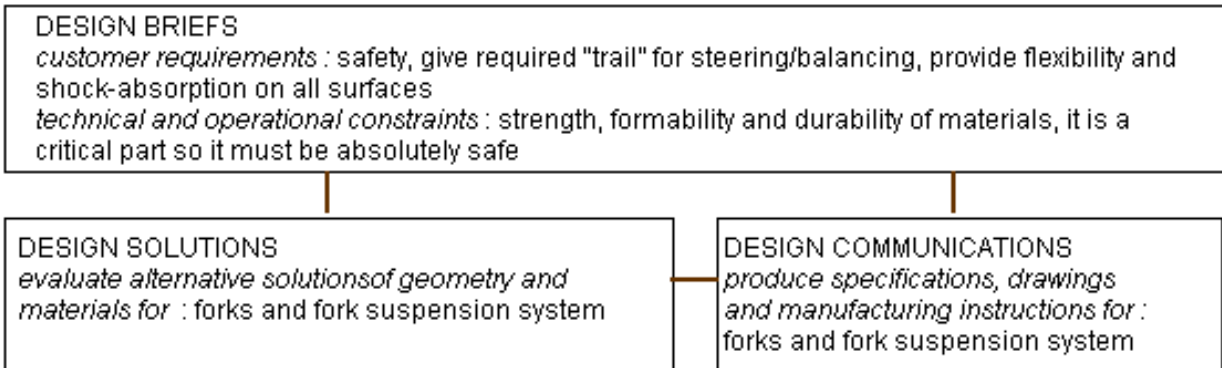 DESIGN BRIEFS
customer requirements : safety, give required "trail" for steering/balancing, provide flexibility and
shock-absorption on all surfaces
technical and operational constraints : strength, formability and durability of materials, it is a
critical part so it must be absolutely safe
DESIGN SOLUTIONS
evaluate alternative solutionsof geometry and
materials for : forks and fork suspension system
DESIGN COMMUNICATIONS
produce specifications, drawings
and manufacturing instructions for :
forks and fork suspension system